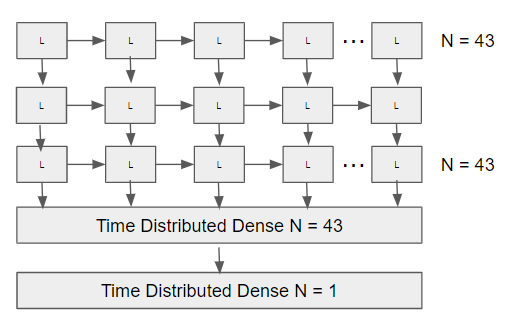 L L L L ... L N = 43
L L L L L
L L L L ... L N = 43
Time Distributed Dense N = 43
Time Distributed Dense N = 1